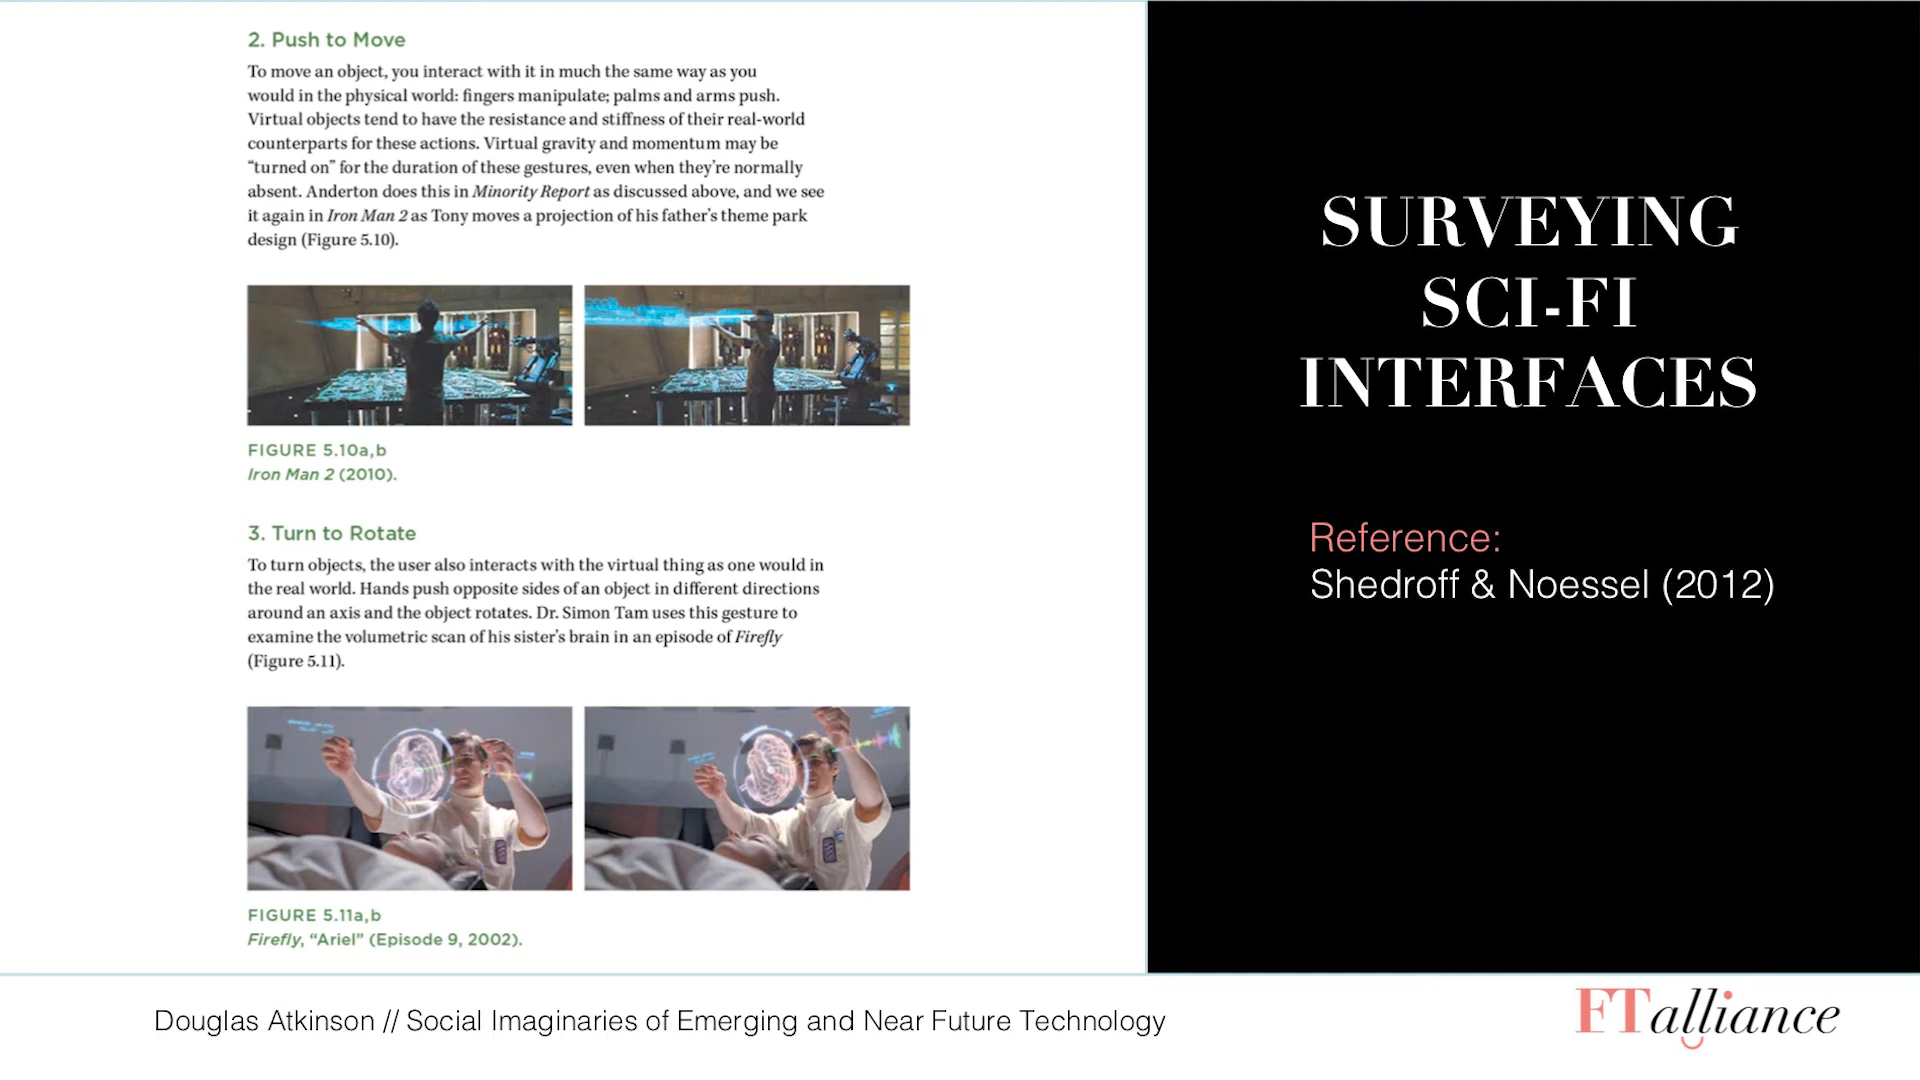 2. Push to Move
To move an object, you interact with it in much the same way as you
would in the physical world: fingers manipulate; palms and arms push.
Virtual objects tend to have the resistance and stiffness of their real-world
counterparts for these actions. Virtual gravity and momentum may be
“turned on” for the duration of these gestures, even when they’re normally
absent. Anderton does this in Minority Report as discussed above, and we see
it again in Iron Man 2 as Tony moves a projection of his father’s theme park
design (Figure 5.10).
FIGURE 5.10a,b
Iron Man 2 (2010).
3. Turn to Rotate
To turn objects, the user also interacts with the virtual thing as one would in
the real world. Hands push opposite sides of an object in different directions
around an axis and the object rotates. Dr. Simon Tam uses this gesture to
examine the volumetric scan of his sister’s brain in an episode of Firefly
(Figure 5.11).
FIGURE 5.11a,b
Firefly, “Ariel” (Episode 9, 2002).
SURVEYING
SCI-FI
INTERFACES
Reference:
Shedroff & Noessel (2012)
Douglas Atkinson // Social Imaginaries of Emerging and Near Future Technology
FTalliance